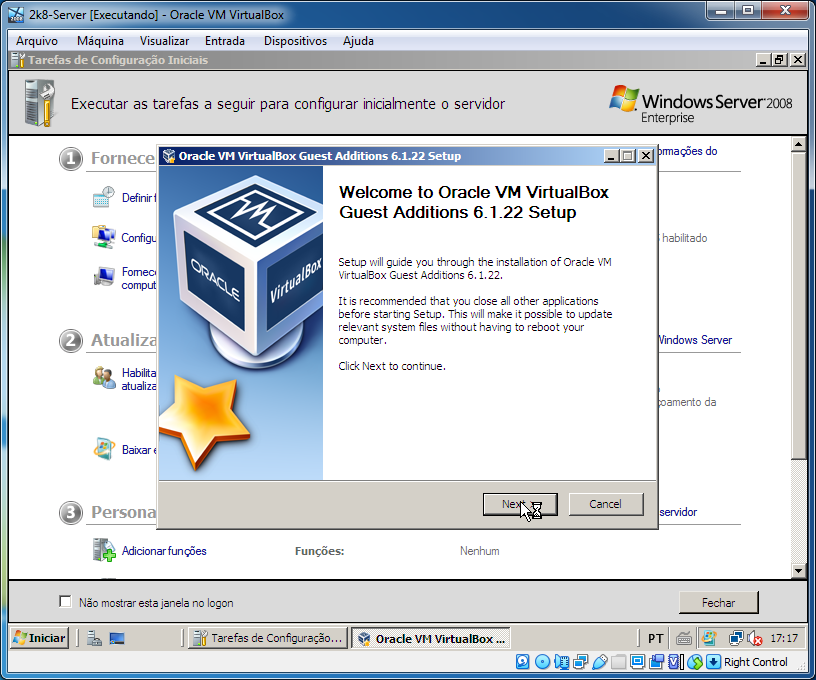 2k8-Server [Executando] - Oracle VM VirtualBox
Arquivo Máquina Visualizar Entrada Dispositivos Ajuda
Tarefas de Configuração Iniciais
Executar as tarefas a seguir para configurar inicialmente o servidor
Windows Server 2008
Enterprise
1 Fornece
ormações do
Definir f
Configu
habilitado
Fornece
comput
2 Atualiza
Windows Server
Habilita
atualiza
çoamento da
Baixar e
3 Persona
servidor
Adicionar funções Funções: Nenhum
Oracle VM VirtualBox Guest Additions 6.1.22 Setup
ORACLE
VirtualBox
Welcome to Oracle VM VirtualBox
Guest Additions 6.1.22 Setup
Setup will guide you through the installation of Oracle VM
VirtualBox Guest Additions 6.1.22.
It is recommended that you close all other applications
before starting Setup. This will make it possible to update
relevant system files without having to reboot your
computer.
Click Next to continue.
Next Cancel
Não mostrar esta janela no logon
Fechar
Iniciar Tarefas de Configuração... Oracle VM VirtualBox ... PT 17:17
Right Control